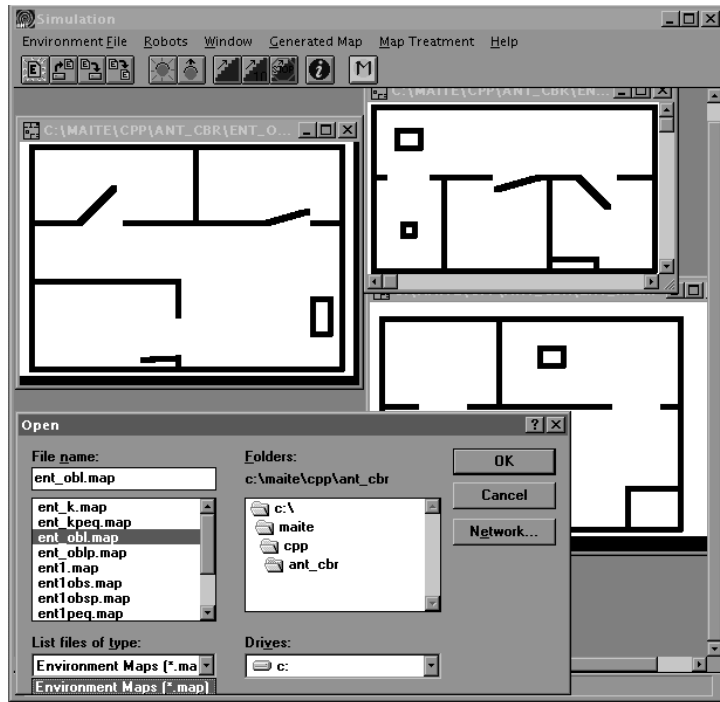 Simulation
Environment File Robots Window Generated Map Map Treatment Help
E E E E 10 STOP i M
C:\MAITE\CPP\ANT_CBR\EN...
C:\MAITE\CPP\ANT_CBR\ENT_O...
Open
File name:
ent_obl.map
ent_k.map
ent_kpeq.map
ent_obl.map
ent_oblp.map
ent1.map
ent1obs.map
ent1obsp.map
ent1peq.map
List files of type:
Environment Maps (*.ma
Environment Maps (*.map)
Folders:
c:\maite\cpp\ant_cbr
c:\
maite
cpp
ant_cbr
Drives:
c:
OK
Cancel
Network...